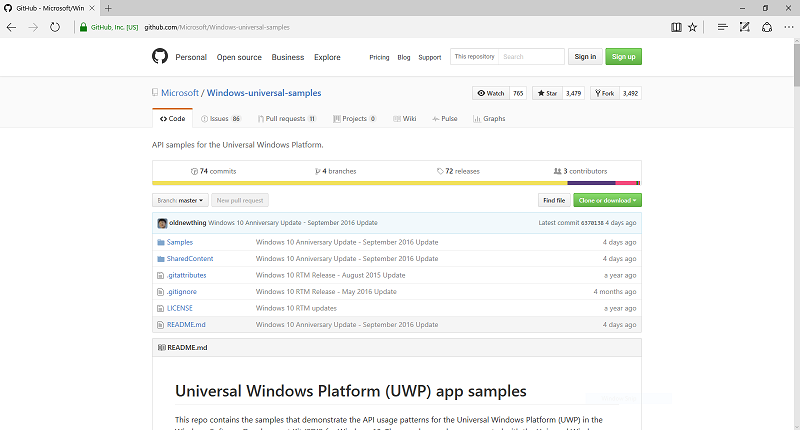 GitHub - Microsoft/Win
GitHub, Inc. [US] github.com/Microsoft/Windows-universal-samples
Personal Open source Business Explore Pricing Blog Support This repository Search Sign in Sign up
Microsoft / Windows-universal-samples Watch 765 Star 3,479 Fork 3,492
Code Issues 86 Pull requests 11 Projects 0 Wiki Pulse Graphs
API samples for the Universal Windows Platform.
74 commits 4 branches 72 releases 3 contributors
Branch: master New pull request Find file Clone or download
oldnewthing Windows 10 Anniversary Update - September 2016 Update Latest commit 6378138 4 days ago
Samples Windows 10 Anniversary Update - September 2016 Update 4 days ago
SharedContent Windows 10 Anniversary Update - September 2016 Update 4 days ago
.gitattributes Windows 10 RTM Release - August 2015 Update a year ago
.gitignore Windows 10 RTM Release - May 2016 Update 4 months ago
LICENSE Windows 10 RTM updates a year ago
README.md Windows 10 Anniversary Update - September 2016 Update 4 days ago
README.md
Universal Windows Platform (UWP) app samples
This repo contains the samples that demonstrate the API usage patterns for the Universal Windows Platform (UWP) in the